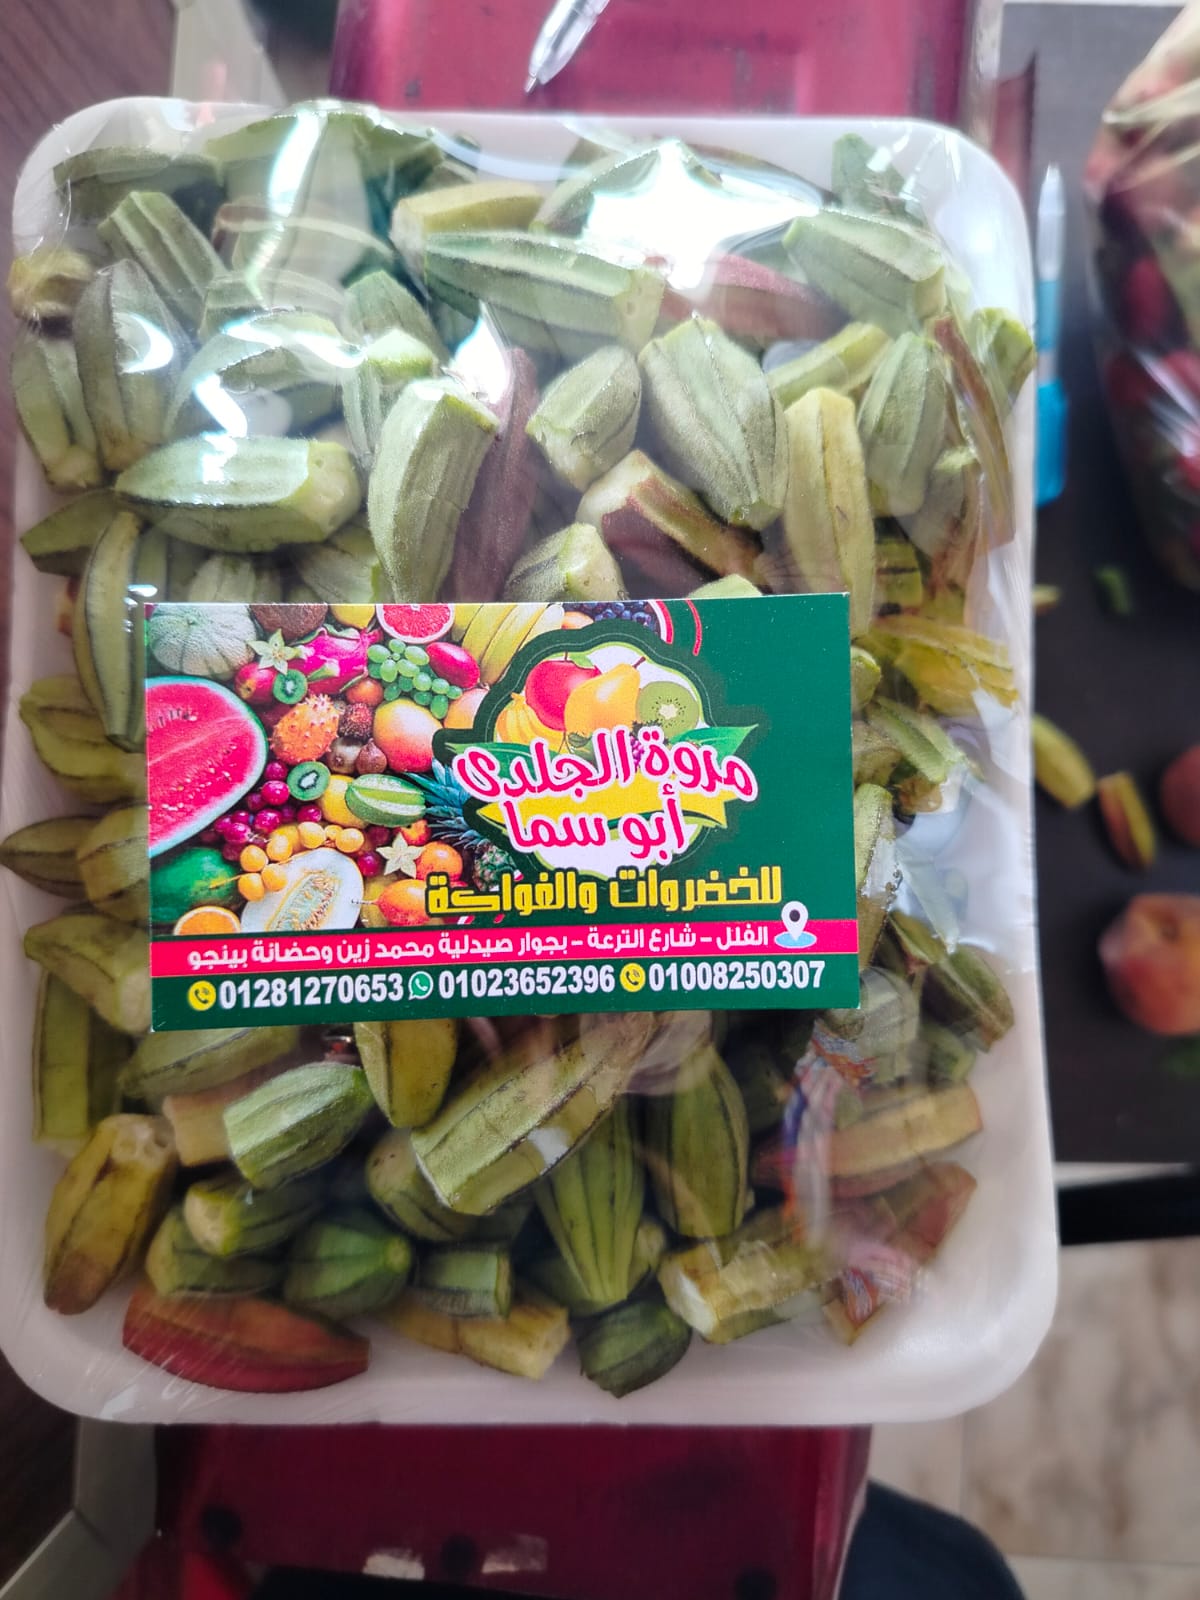 مروة الجلدى
أبو سما
للخضروات والفواكة
الفلل - شارع الترعة - بجوار صيدلية محمد زين وحضانة بينجو
01281270653 01023652396 01008250307